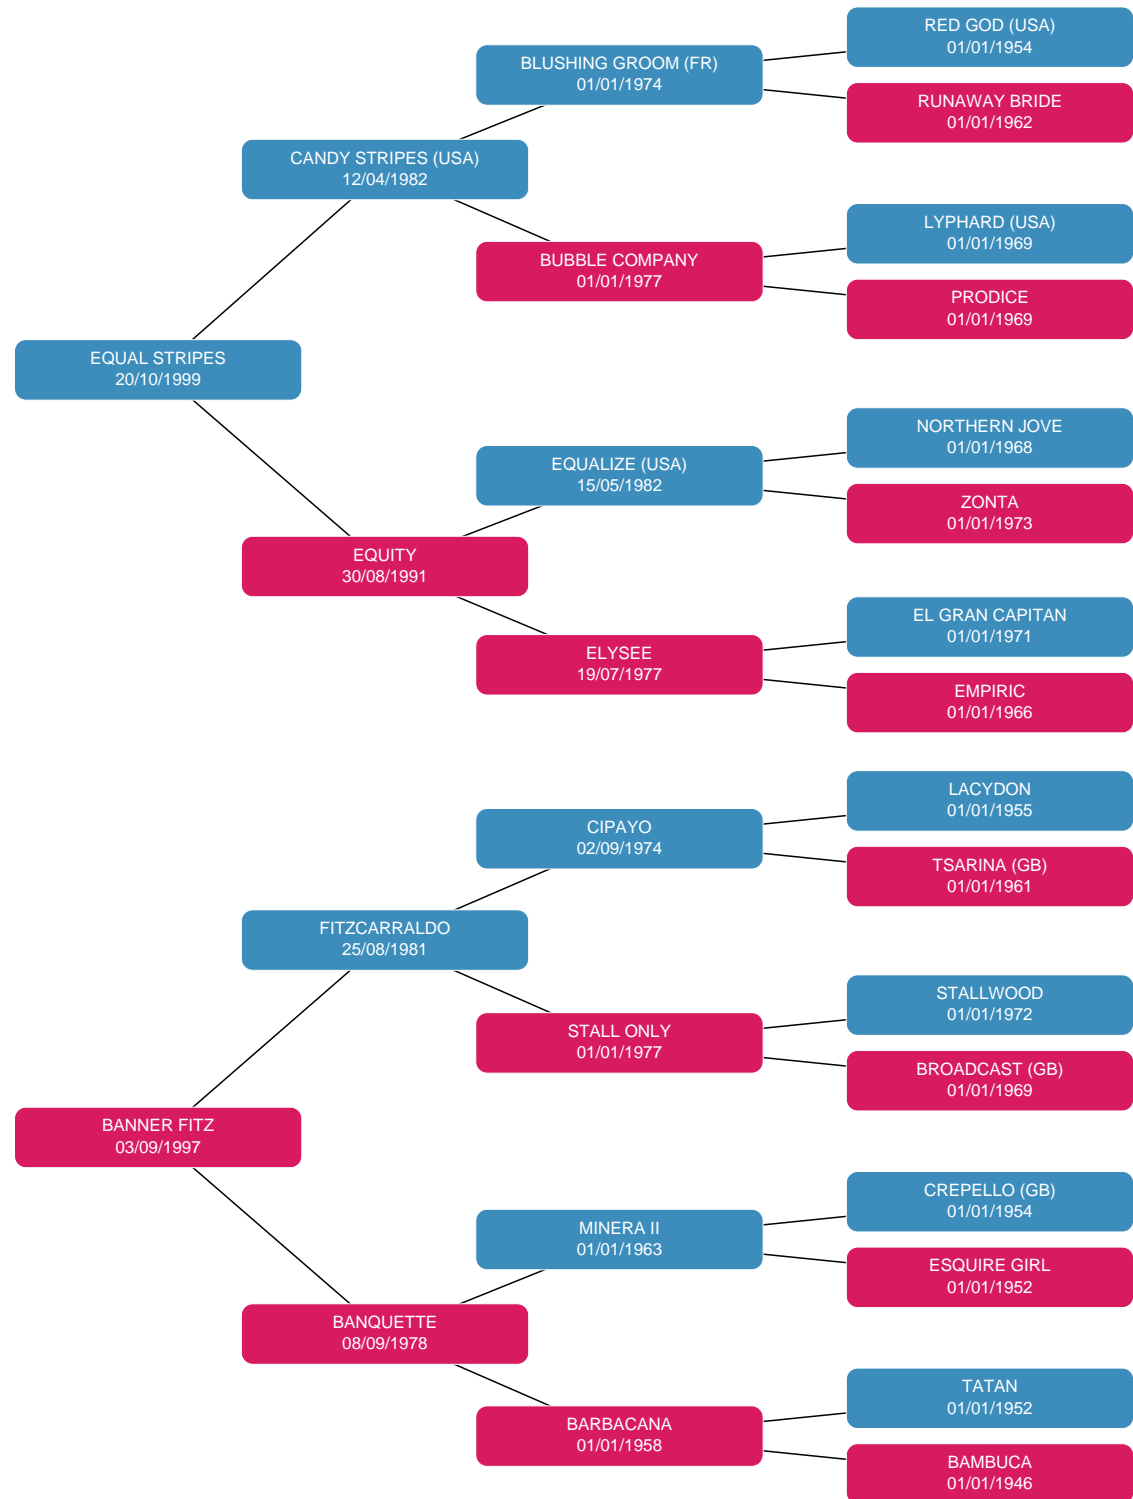 RED GOD (USA)
01/01/1954
BLUSHING GROOM (FR)
01/01/1974
RUNAWAY BRIDE
01/01/1962
CANDY STRIPES (USA)
12/04/1982
LYPHARD (USA)
01/01/1969
BUBBLE COMPANY
01/01/1977
PRODICE
01/01/1969
EQUAL STRIPES
20/10/1999
NORTHERN JOVE
01/01/1968
EQUALIZE (USA)
15/05/1982
ZONTA
01/01/1973
EQUITY
30/08/1991
EL GRAN CAPITAN
01/01/1971
ELYSEE
19/07/1977
EMPIRIC
01/01/1966
LACYDON
01/01/1955
CIPAYO
02/09/1974
TSARINA (GB)
01/01/1961
FITZCARRALDO
25/08/1981
STALLWOOD
01/01/1972
STALL ONLY
01/01/1977
BROADCAST (GB)
01/01/1969
BANNER FITZ
03/09/1997
CREPELLO (GB)
01/01/1954
MINERA II
01/01/1963
ESQUIRE GIRL
01/01/1952
BANQUETTE
08/09/1978
TATAN
01/01/1952
BARBACANA
01/01/1958
BAMBUCA
01/01/1946